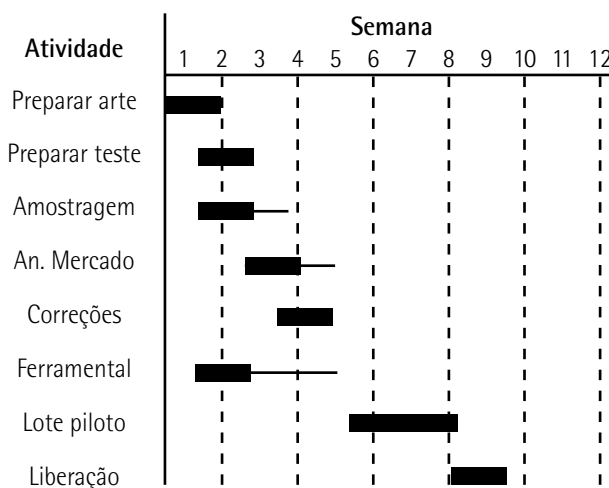 Semana
Atividade
1 2 3 4 5 6 7 8 9 10 11 12
Preparar arte
Preparar teste
Amostragem
An. Mercado
Correções
Ferramental
Lote piloto
Liberação